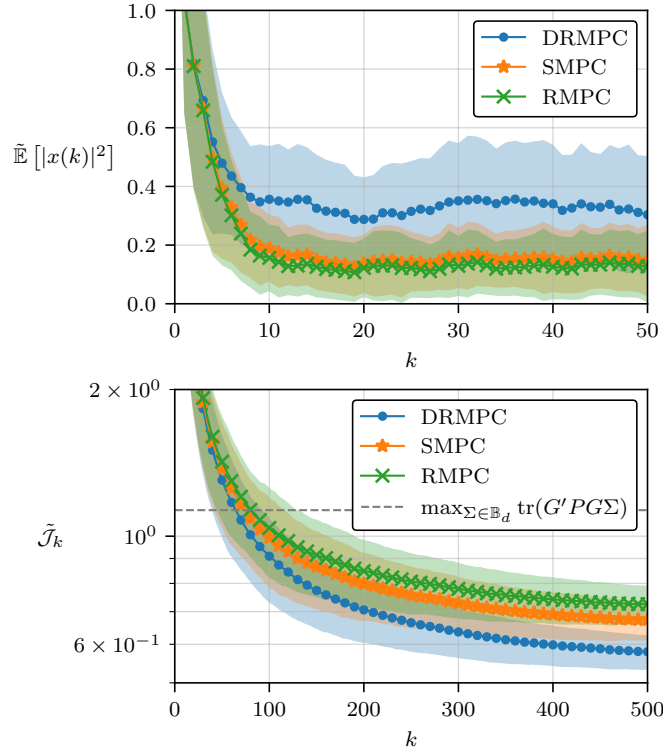 1.0
0.8
0.6
0.4
0.2
0.0
𝔼̃ [|x(k)|²]
DRMPC
SMPC
RMPC
0 10 20 30 40 50
k
2 × 10⁰
10⁰
6 × 10⁻¹
𝒥̃ₖ
DRMPC
SMPC
RMPC
max_{Σ∈𝔹_d} tr(G′PGΣ)
0 100 200 300 400 500
k